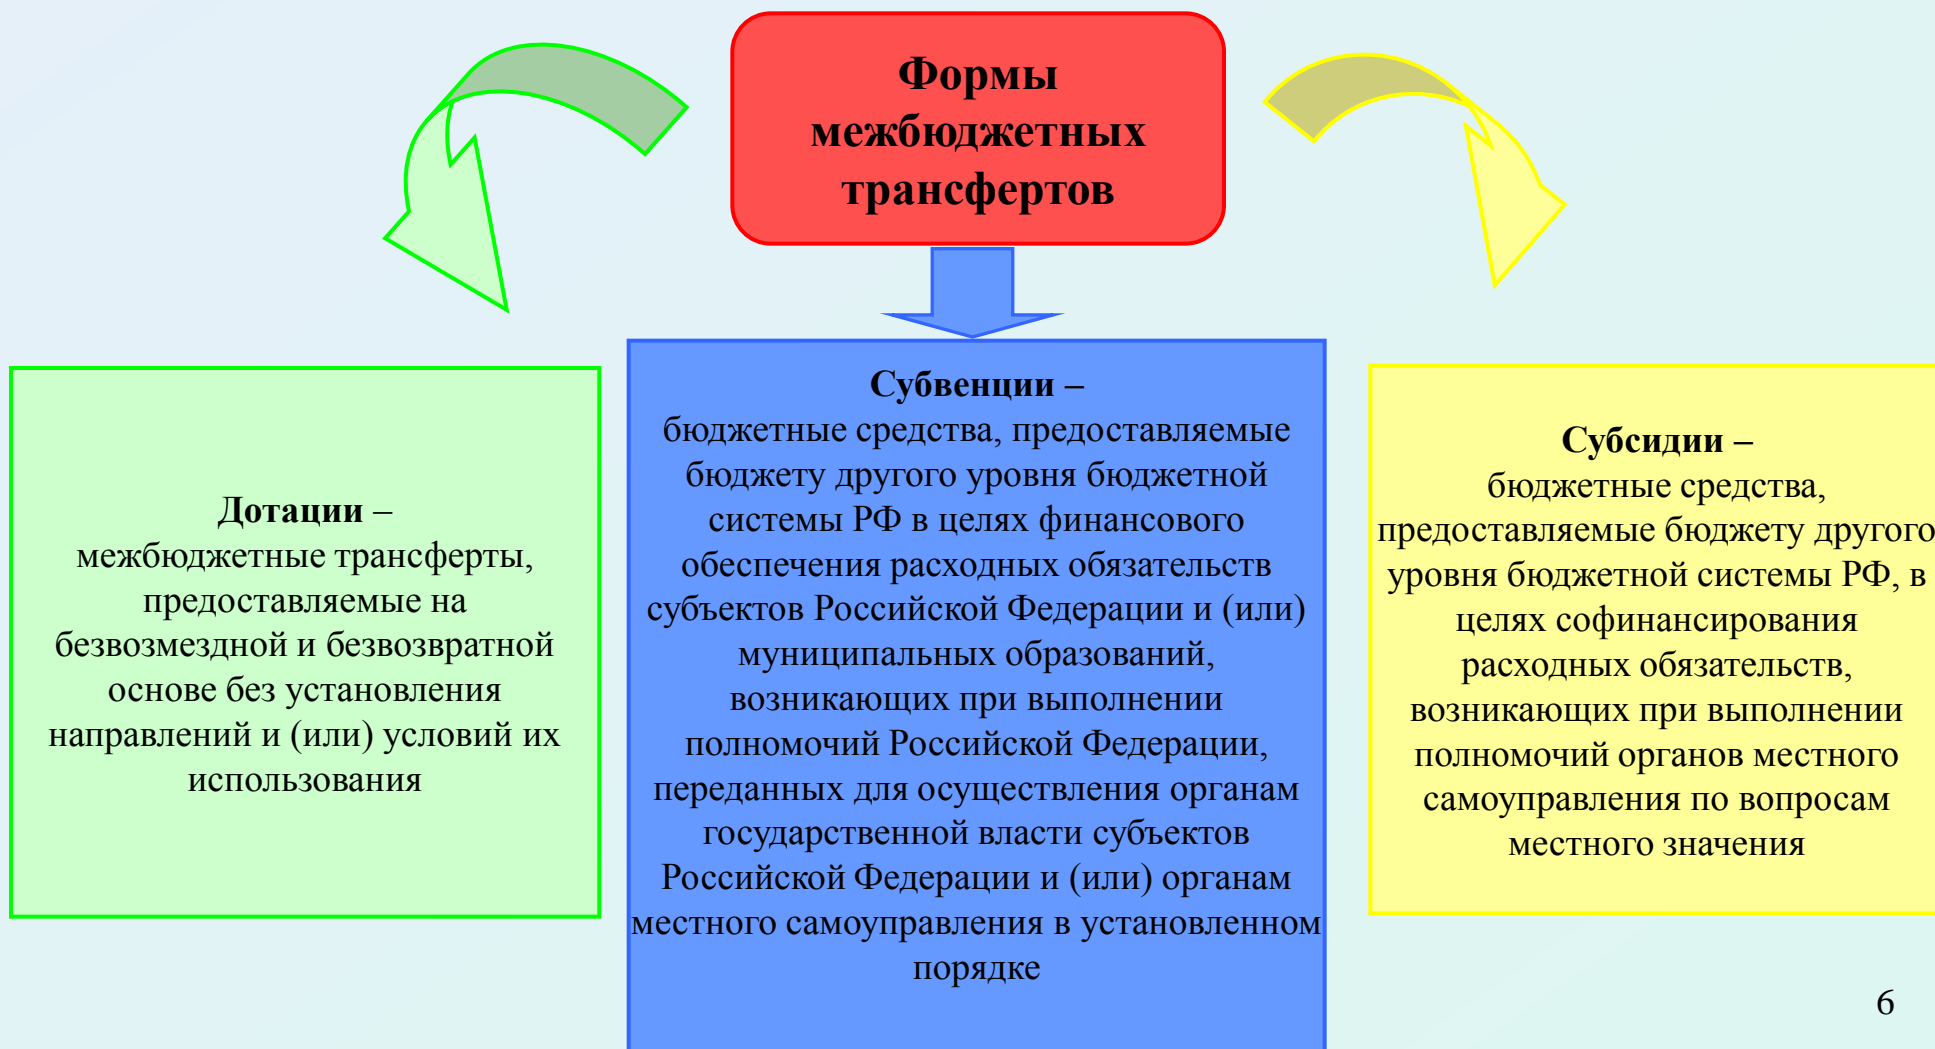 Формы
межбюджетных
трансфертов
Дотации –
межбюджетные трансферты,
предоставляемые на
безвозмездной и безвозвратной
основе без установления
направлений и (или) условий их
использования
Субвенции –
бюджетные средства, предоставляемые
бюджету другого уровня бюджетной
системы РФ в целях финансового
обеспечения расходных обязательств
субъектов Российской Федерации и (или)
муниципальных образований,
возникающих при выполнении
полномочий Российской Федерации,
переданных для осуществления органам
государственной власти субъектов
Российской Федерации и (или) органам
местного самоуправления в установленном
порядке
Субсидии –
бюджетные средства,
предоставляемые бюджету другого
уровня бюджетной системы РФ, в
целях софинансирования
расходных обязательств,
возникающих при выполнении
полномочий органов местного
самоуправления по вопросам
местного значения
6